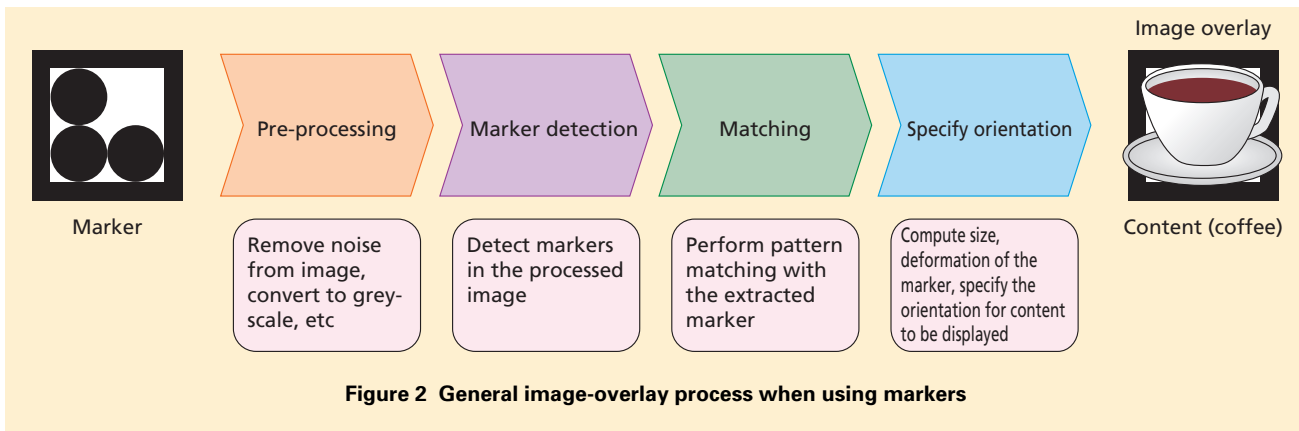 Image overlay
Pre-processing
Marker detection
Matching
Specify orientation
Marker
Content (coffee)
Remove noise
from image,
convert to grey-
scale, etc
Detect markers
in the processed
image
Perform pattern
matching with
the extracted
marker
Compute size,
deformation of the
marker, specify the
orientation for content
to be displayed
Figure 2 General image-overlay process when using markers